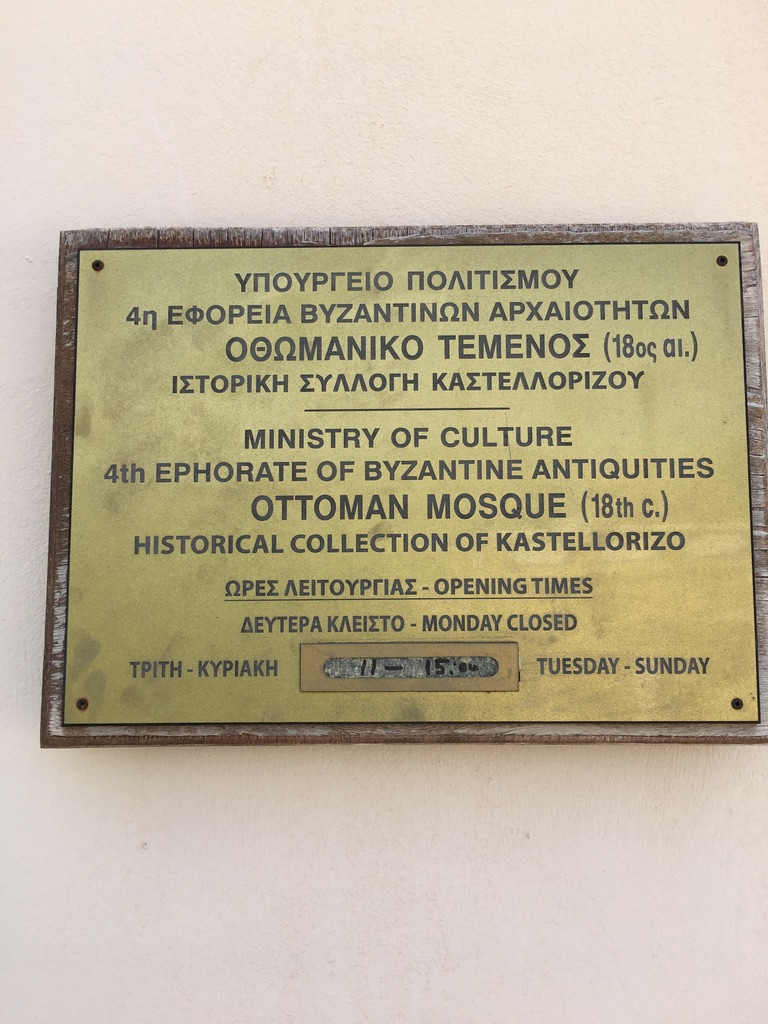 ΥΠΟΥΡΓΕΙΟ ΠΟΛΙΤΙΣΜΟΥ
4η ΕΦΟΡΕΙΑ ΒΥΖΑΝΤΙΝΩΝ ΑΡΧΑΙΟΤΗΤΩΝ
ΟΘΩΜΑΝΙΚΟ ΤΕΜΕΝΟΣ (18ος αι.)
ΙΣΤΟΡΙΚΗ ΣΥΛΛΟΓΗ ΚΑΣΤΕΛΛΟΡΙΖΟΥ
MINISTRY OF CULTURE
4th EPHORATE OF BYZANTINE ANTIQUITIES
OTTOMAN MOSQUE (18th c.)
HISTORICAL COLLECTION OF KASTELLORIZO
ΩΡΕΣ ΛΕΙΤΟΥΡΓΙΑΣ - OPENING TIMES
ΔΕΥΤΕΡΑ ΚΛΕΙΣΤΟ - MONDAY CLOSED
ΤΡΙΤΗ - ΚΥΡΙΑΚΗ 11 - 15:00 TUESDAY - SUNDAY